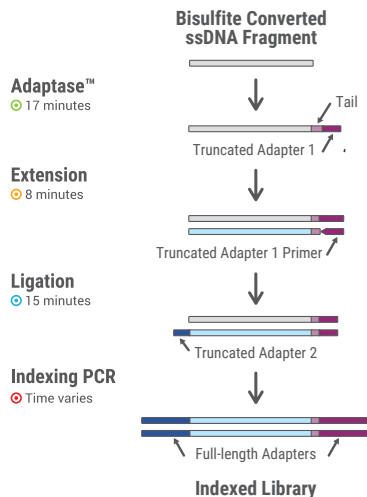 Bisulfite Converted
ssDNA Fragment
Adaptase™
17 minutes
Tail
Truncated Adapter 1
Extension
8 minutes
Truncated Adapter 1 Primer
Ligation
15 minutes
Truncated Adapter 2
Indexing PCR
Time varies
Full-length Adapters
Indexed Library